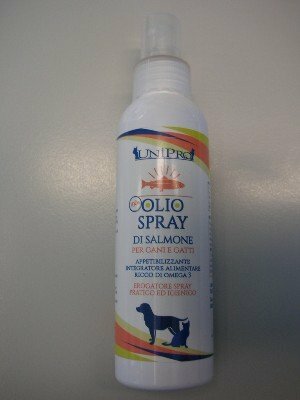 UNIPRO
OLIO
SPRAY
DI SALMONE
PER CANI E GATTI
APPETIBILIZZANTE
INTEGRATORE ALIMENTARE
RICCO DI OMEGA 3
EROGATORE SPRAY
PRATICO ED IGIENICO